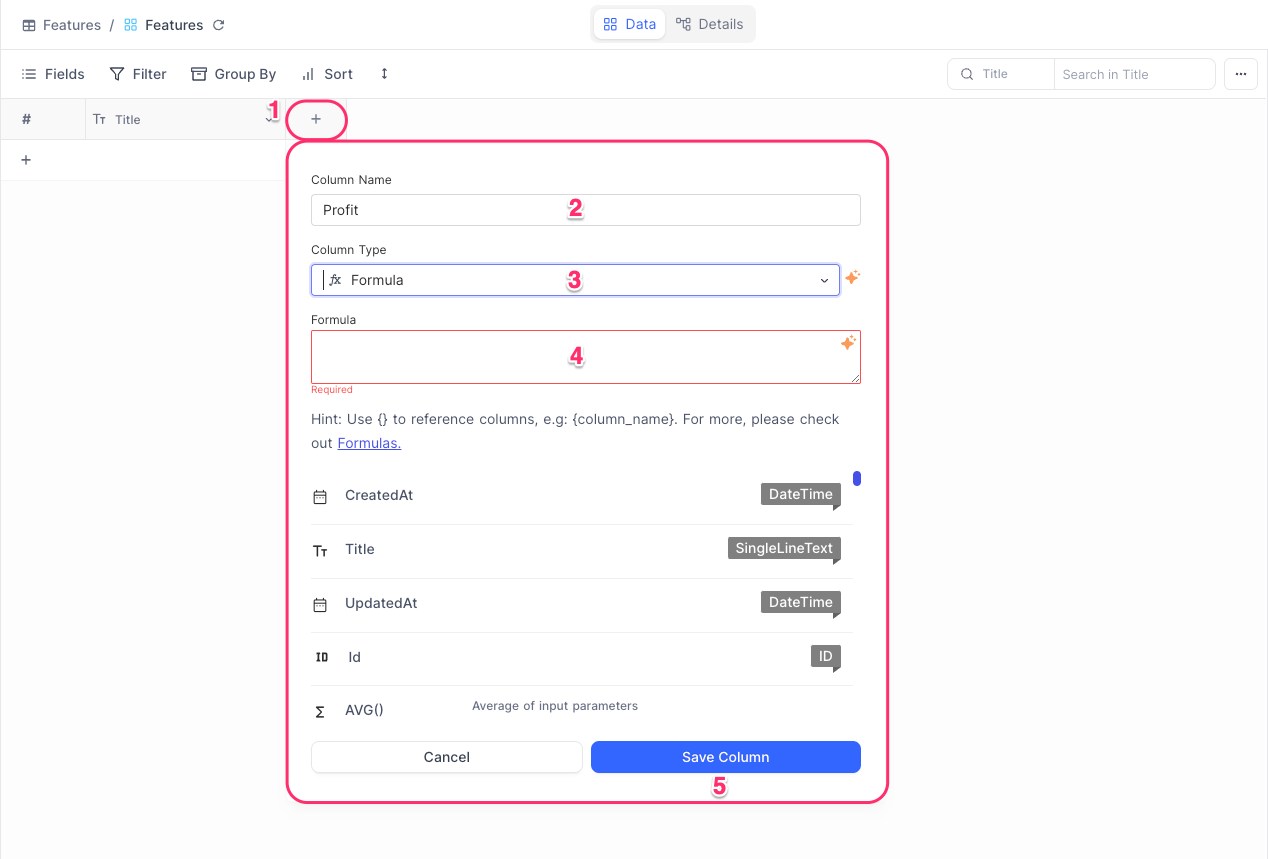 Features / Features
Data
Details
Fields
Filter
Group By
Sort
Title
Search in Title
#
Title
1
+
+
Column Name
Profit
2
Column Type
fx Formula
3
Formula
4
Required
Hint: Use {} to reference columns, e.g: {column_name}. For more, please check
out Formulas.
CreatedAt
DateTime
Title
SingleLineText
UpdatedAt
DateTime
ID Id
ID
AVG()
Average of input parameters
Cancel
Save Column
5